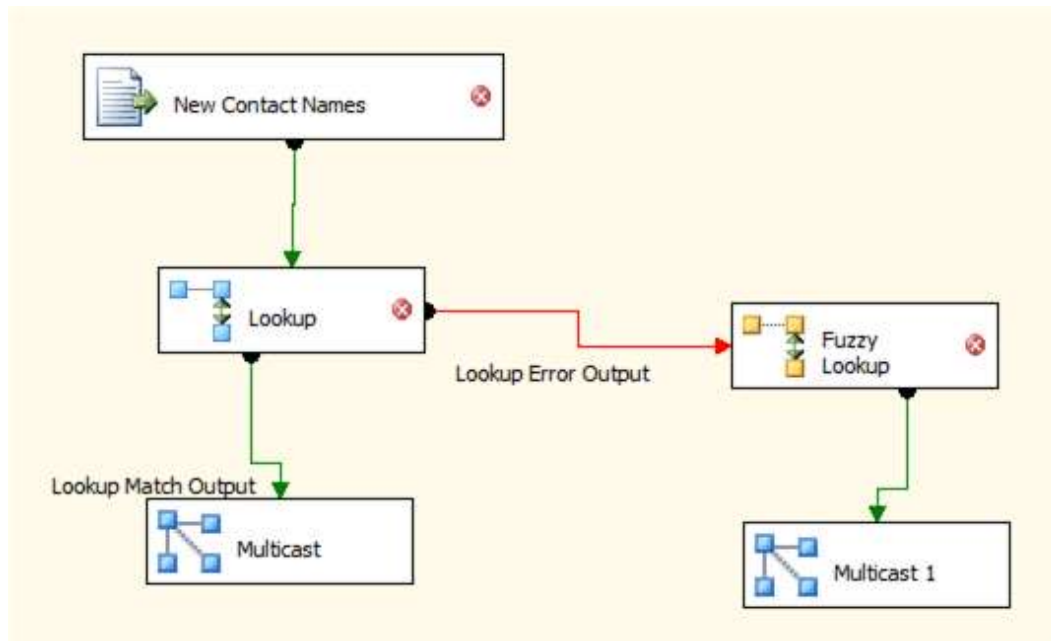 New Contact Names
Lookup
Lookup Error Output
Fuzzy
Lookup
Lookup Match Output
Multicast
Multicast 1